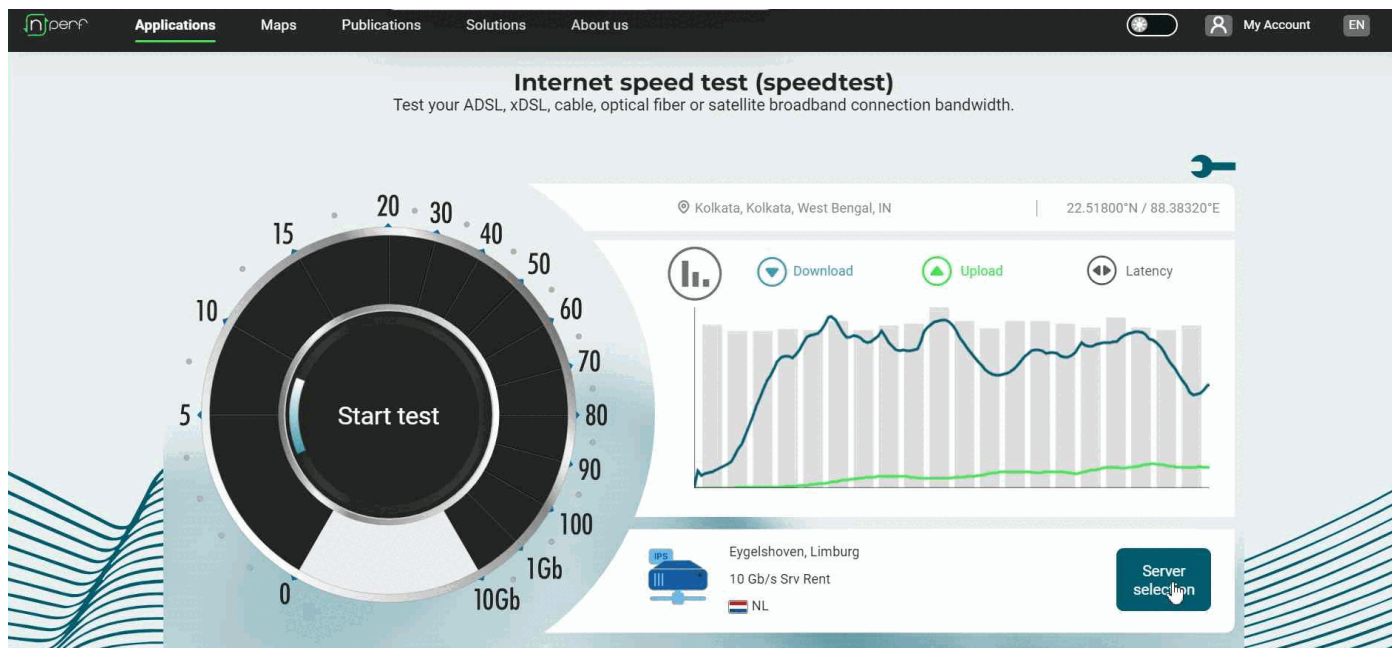 nperf
Applications Maps Publications Solutions About us
My Account EN
Internet speed test (speedtest)
Test your ADSL, xDSL, cable, optical fiber or satellite broadband connection bandwidth.
Kolkata, Kolkata, West Bengal, IN | 22.51800°N / 88.38320°E
Download Upload Latency
0
5
10
15
20
30
40
50
60
70
80
90
100
1Gb
10Gb
Start test
IPS
Eygelshoven, Limburg
10 Gb/s Srv Rent
NL
Server
selection